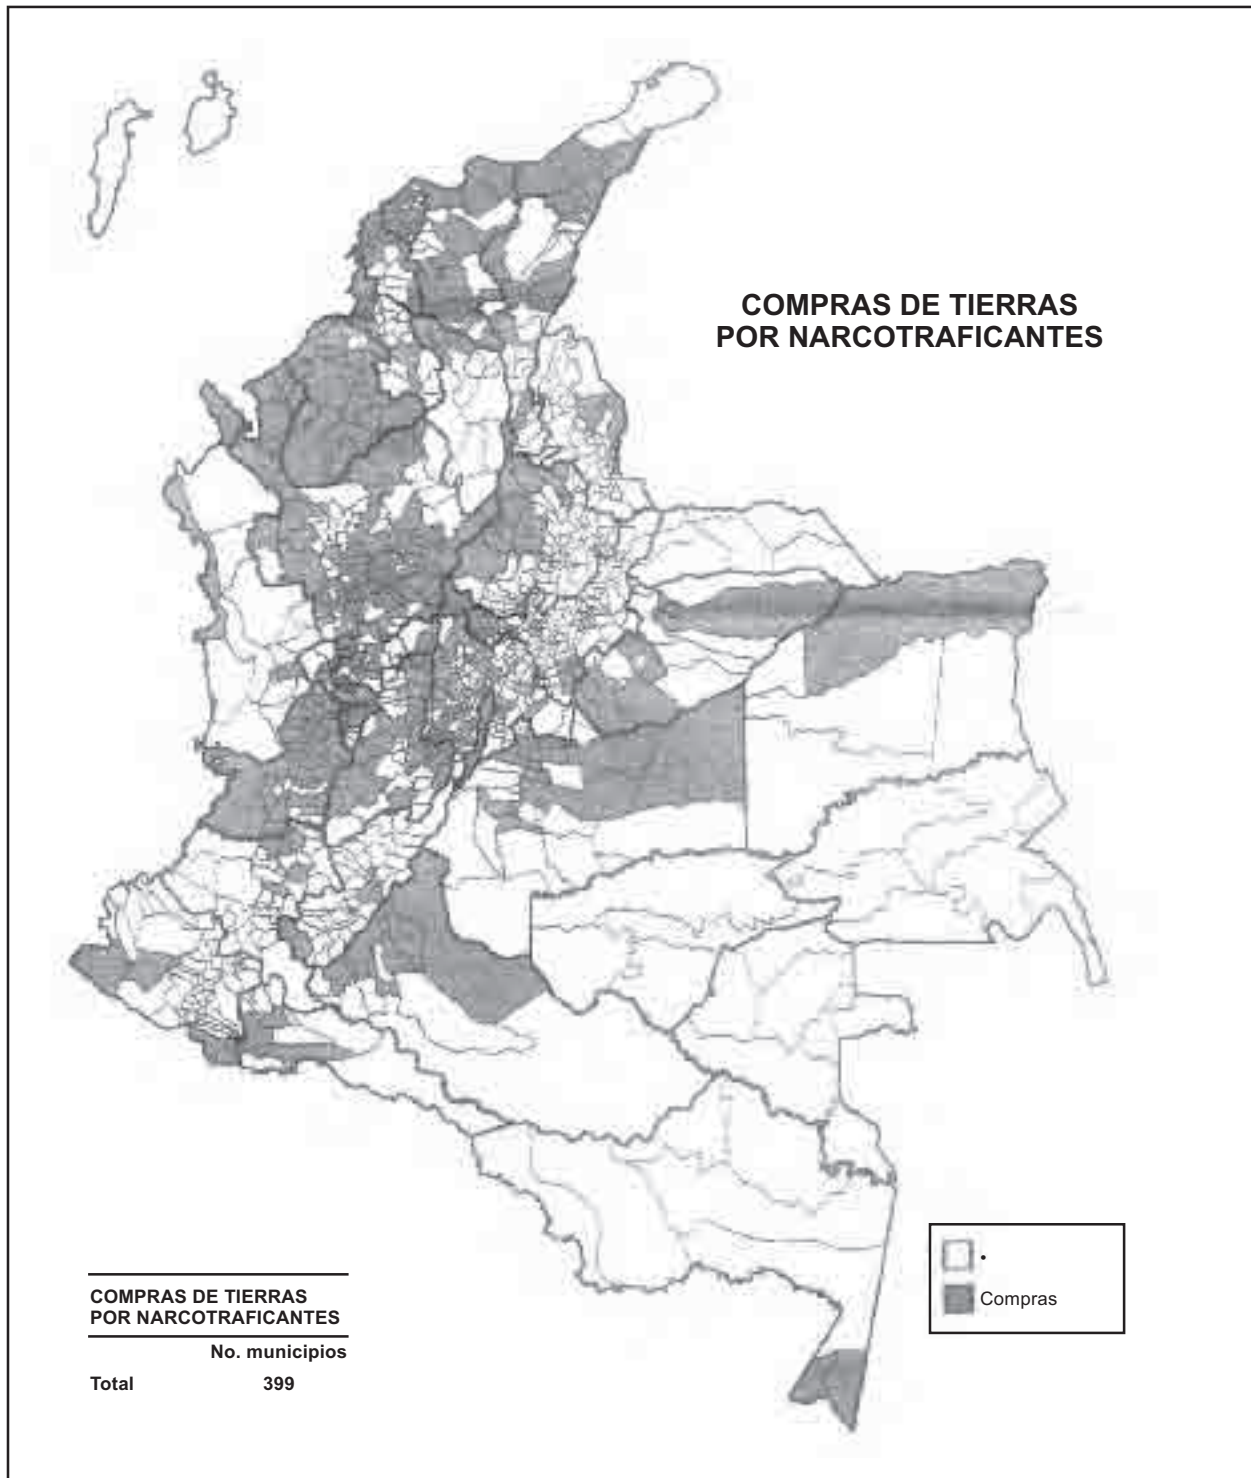 COMPRAS DE TIERRAS
POR NARCOTRAFICANTES
COMPRAS DE TIERRAS
POR NARCOTRAFICANTES
No. municipios
Total 399
•
Compras